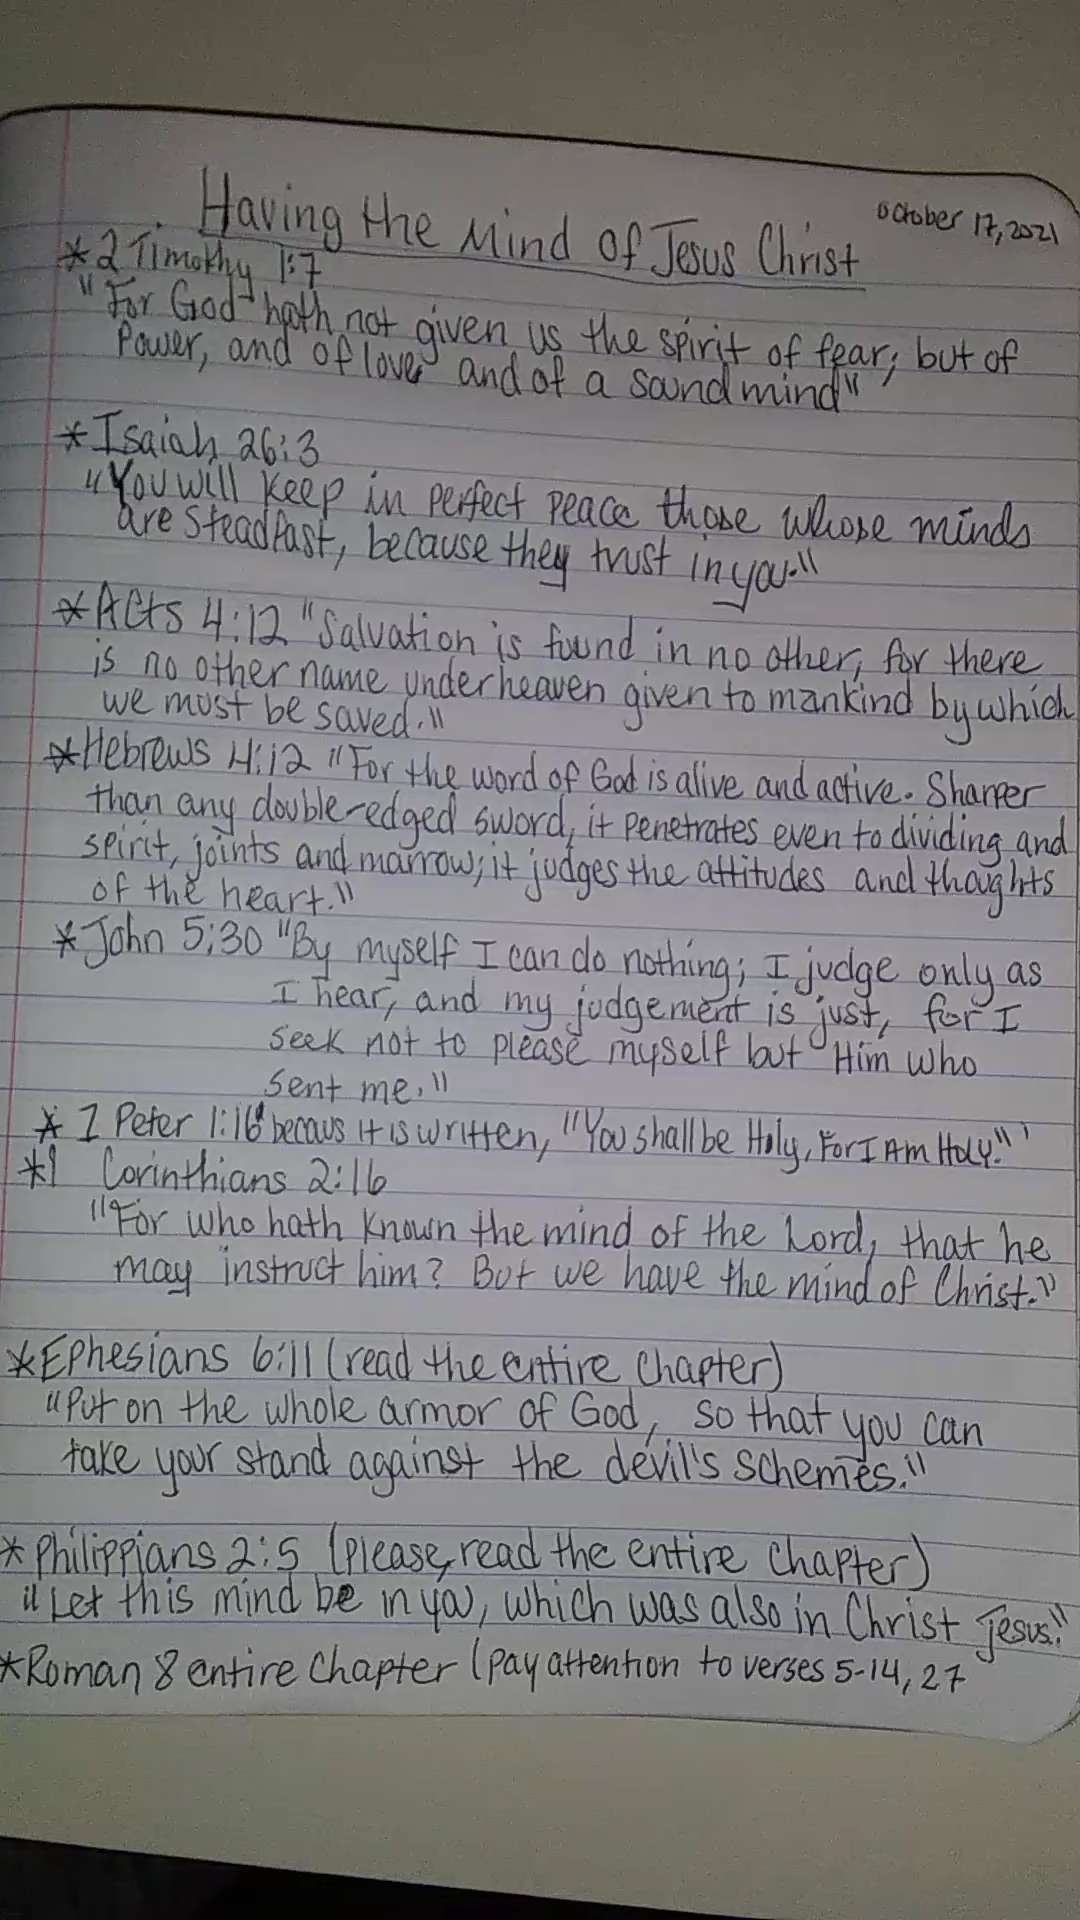 Having the Mind of Jesus Christ
October 17, 2021
*2 Timothy 1:7
"For God hath not given us the spirit of fear; but of
Power, and of love and of a sound mind"
*Isaiah 26:3
"You will keep in perfect peace those whose minds
are steadfast, because they trust in you."
*Acts 4:12 "Salvation is found in no other, for there
is no other name under heaven given to mankind by which
we must be saved."
*Hebrews 4:12 "For the word of God is alive and active. Sharper
than any double-edged sword, it penetrates even to dividing and
spirit, joints and marrow; it judges the attitudes and thoughts
of the heart."
*John 5:30 "By myself I can do nothing; I judge only as
I hear, and my judgement is just, for I
seek not to please myself but Him who
sent me."
*1 Peter 1:16 "becaus it is written, "You shall be Holy, For I Am Holy."'
*1 Corinthians 2:16
"For who hath known the mind of the Lord, that he
may instruct him? But we have the mind of Christ."
*Ephesians 6:11 (read the entire chapter)
"Put on the whole armor of God, so that you can
take your stand against the devil's schemes."
*Philippians 2:5 (please, read the entire chapter)
"Let this mind be in you, which was also in Christ Jesus."
*Roman 8 entire chapter (pay attention to verses 5-14, 27